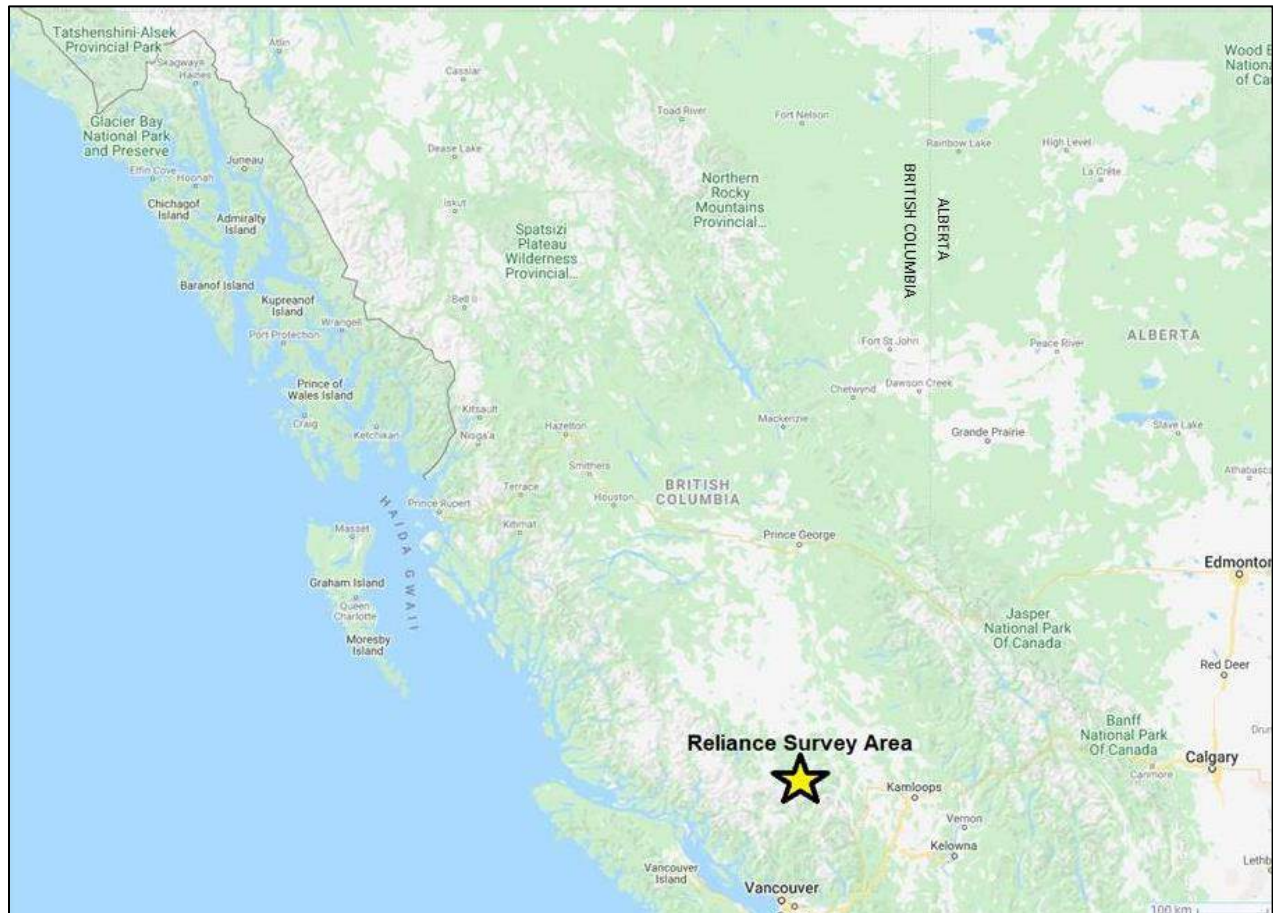 Tatshenshini-Alsek
Provincial Park
Skagway
Haines
Atlin
Cassiar
Toad River
Fort Nelson
Rainbow Lake
High Level
La Crête
Glacier Bay
National Park
and Preserve
Elfin Cove
Hoonah
Juneau
Dease Lake
Chichagof
Island
Admiralty
Island
Iskut
Northern
Rocky
Mountains
Provincial...
BRITISH COLUMBIA
ALBERTA
Spatsizi
Plateau
Wilderness
Provincial...
Baranof Island
Kupreanof
Island
Wrangell
Port Protection
Bell II
Fort St John
Peace River
ALBERTA
Prince of
Wales Island
Craig
Ketchikan
Kitsault
Nisga'a
Hazelton
Chetwynd
Dawson Creek
Mackenzie
Grande Prairie
Slave Lake
Smithers
BRITISH
COLUMBIA
Terrace
Houston
Prince Rupert
Kitimat
HAIDA GWAII
Masset
Prince George
Graham Island
Queen
Charlotte
Moresby
Island
Edmonton
Jasper
National Park
Of Canada
Red Deer
Banff
National Park
Of Canada
Calgary
Canmore
Reliance Survey Area
Kamloops
Vernon
Kelowna
Vancouver
Island
Vancouver
100 km